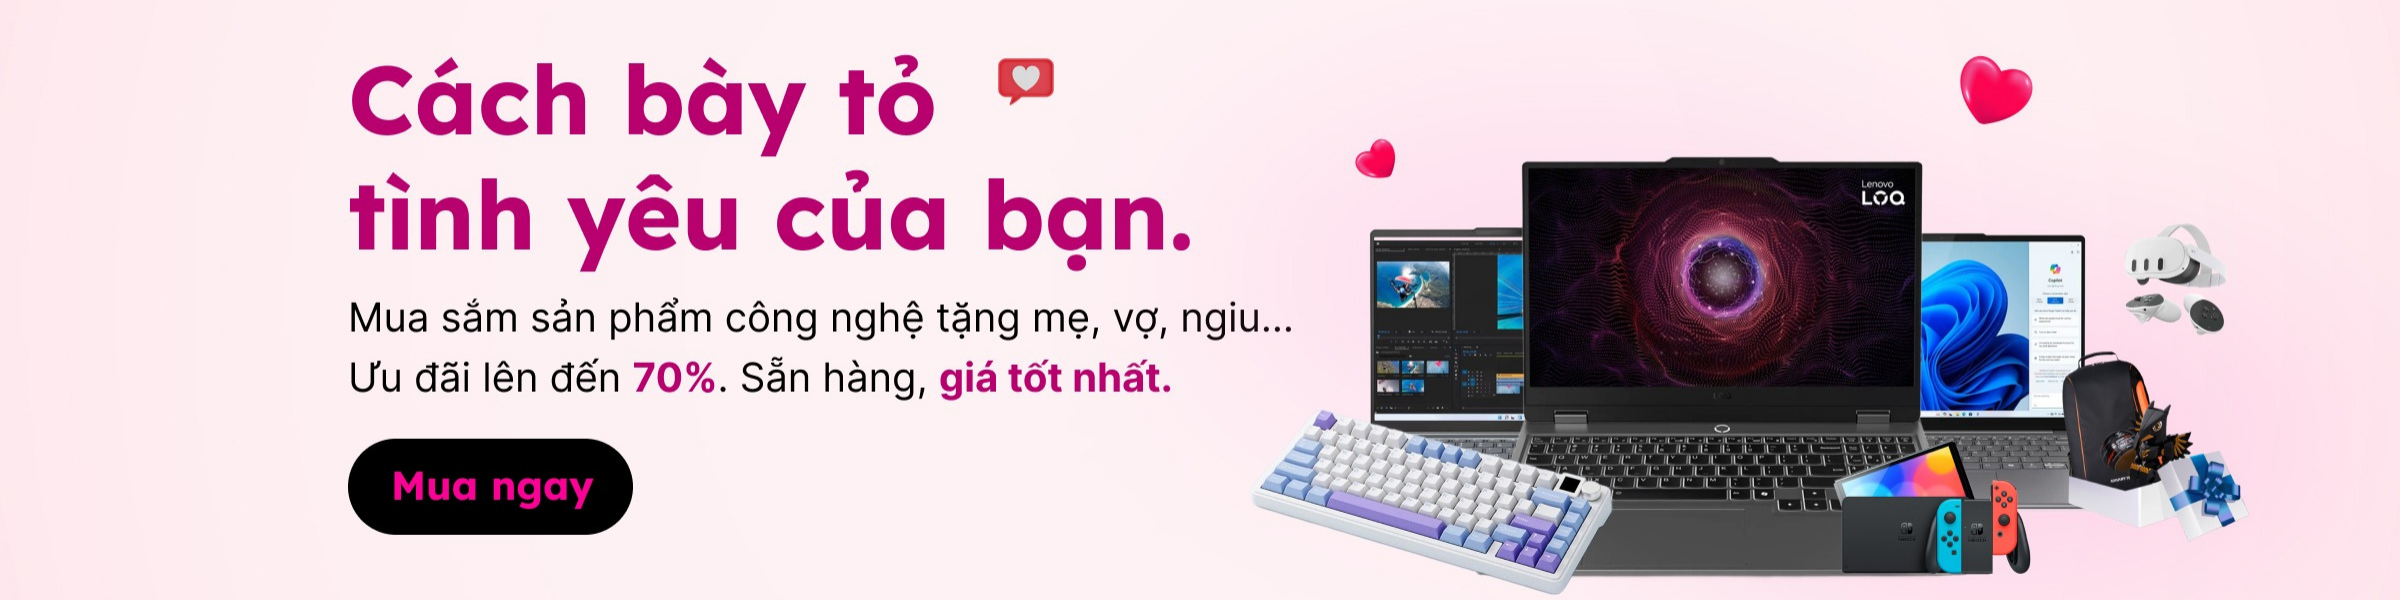 Cách bày tỏ
tình yêu của bạn.
Mua sắm sản phẩm công nghệ tặng mẹ, vợ, ngiu...
Ưu đãi lên đến 70%. Sẵn hàng, giá tốt nhất.
Mua ngay
Lenovo
LOQ
Copilot